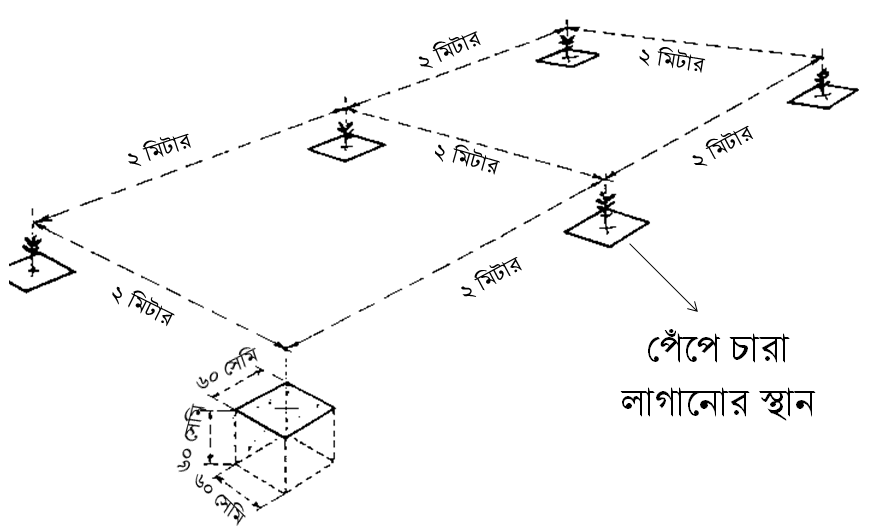 ২ মিটার
২ মিটার
২ মিটার
২ মিটার
২ মিটার
২ মিটার
২ মিটার
৬০ সেমি
৬০ সেমি
৬০ সেমি
পেঁপে চারা
লাগানোর স্থান